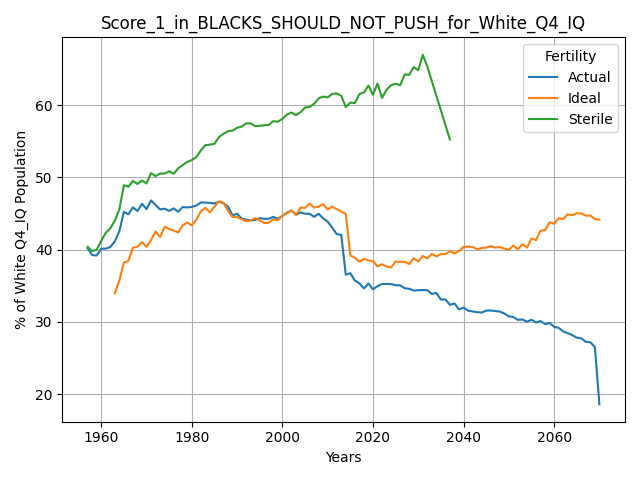 Score_1_in_BLACKS_SHOULD_NOT_PUSH_for_White_Q4_IQ
Fertility
Actual
Ideal
Sterile
% of White Q4_IQ Population
60
50
40
30
20
1960
1980
2000
2020
2040
2060
Years